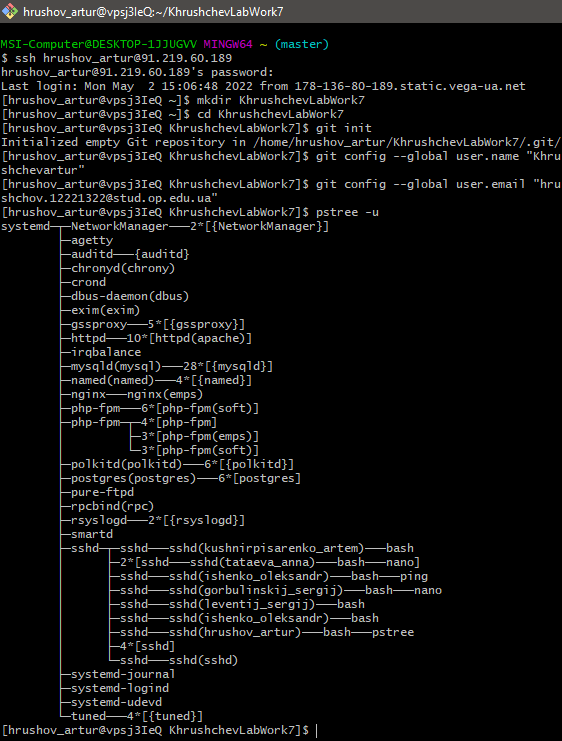 hrushov_artur@vpsj3IeQ:~/KhrushchevLabWork7
MSI-Computer@DESKTOP-1JJUGVV MINGW64 ~ (master)
$ ssh hrushov_artur@91.219.60.189
hrushov_artur@91.219.60.189's password:
Last login: Mon May  2 15:06:48 2022 from 178-136-80-189.static.vega-ua.net
[hrushov_artur@vpsj3IeQ ~]$ mkdir KhrushchevLabWork7
[hrushov_artur@vpsj3IeQ ~]$ cd KhrushchevLabWork7
[hrushov_artur@vpsj3IeQ KhrushchevLabWork7]$ git init
Initialized empty Git repository in /home/hrushov_artur/KhrushchevLabWork7/.git/
[hrushov_artur@vpsj3IeQ KhrushchevLabWork7]$ git config --global user.name "Khru
shchevartur"
[hrushov_artur@vpsj3IeQ KhrushchevLabWork7]$ git config --global user.email "hru
shchov.12221322@stud.op.edu.ua"
[hrushov_artur@vpsj3IeQ KhrushchevLabWork7]$ pstree -u
systemd─┬─NetworkManager───2*[{NetworkManager}]
        ├─agetty
        ├─auditd───{auditd}
        ├─chronyd(chrony)
        ├─crond
        ├─dbus-daemon(dbus)
        ├─exim(exim)
        ├─gssproxy───5*[{gssproxy}]
        ├─httpd───10*[httpd(apache)]
        ├─irqbalance
        ├─mysqld(mysql)───28*[{mysqld}]
        ├─named(named)───4*[{named}]
        ├─nginx───nginx(emps)
        ├─php-fpm───6*[php-fpm(soft)]
        ├─php-fpm─┬─4*[php-fpm]
        │         ├─3*[php-fpm(emps)]
        │         └─3*[php-fpm(soft)]
        ├─polkitd(polkitd)───6*[{polkitd}]
        ├─postgres(postgres)───6*[postgres]
        ├─pure-ftpd
        ├─rpcbind(rpc)
        ├─rsyslogd───2*[{rsyslogd}]
        ├─smartd
        ├─sshd─┬─sshd───sshd(kushnirpisarenko_artem)───bash
        │      ├─2*[sshd───sshd(tataeva_anna)───bash───nano]
        │      ├─sshd───sshd(ishenko_oleksandr)───bash───ping
        │      ├─sshd───sshd(gorbulinskij_sergij)───bash───nano
        │      ├─sshd───sshd(leventij_sergij)───bash
        │      ├─sshd───sshd(ishenko_oleksandr)───bash
        │      ├─sshd───sshd(hrushov_artur)───bash───pstree
        │      ├─4*[sshd]
        │      └─sshd───sshd(sshd)
        ├─systemd-journal
        ├─systemd-logind
        ├─systemd-udevd
        └─tuned───4*[{tuned}]
[hrushov_artur@vpsj3IeQ KhrushchevLabWork7]$